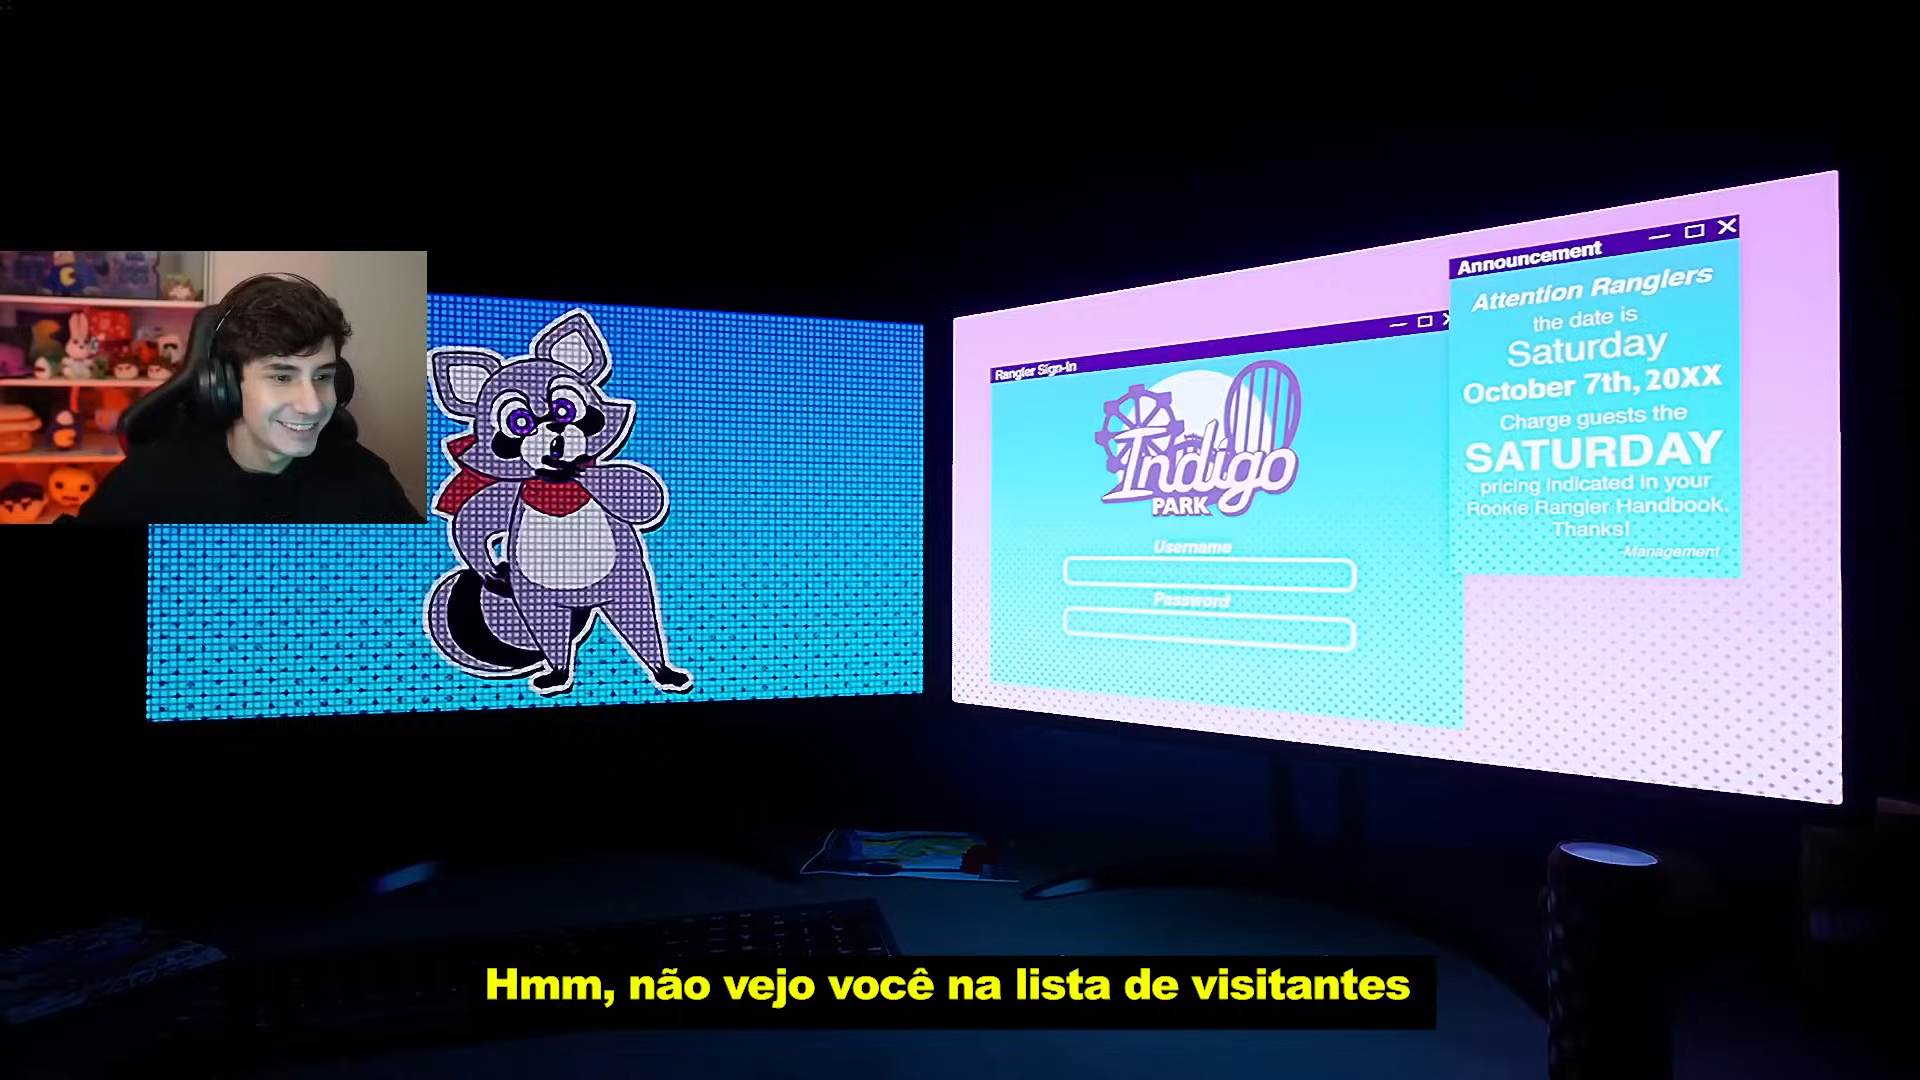 Announcement
Attention Ranglers
the date is
Saturday
October 7th, 20XX
Charge guests the
SATURDAY
pricing indicated in your
Rookie Rangler Handbook.
Thanks!
-Management
Rangler Sign-In
Indigo
PARK
Username
Password
Hmm, não vejo você na lista de visitantes